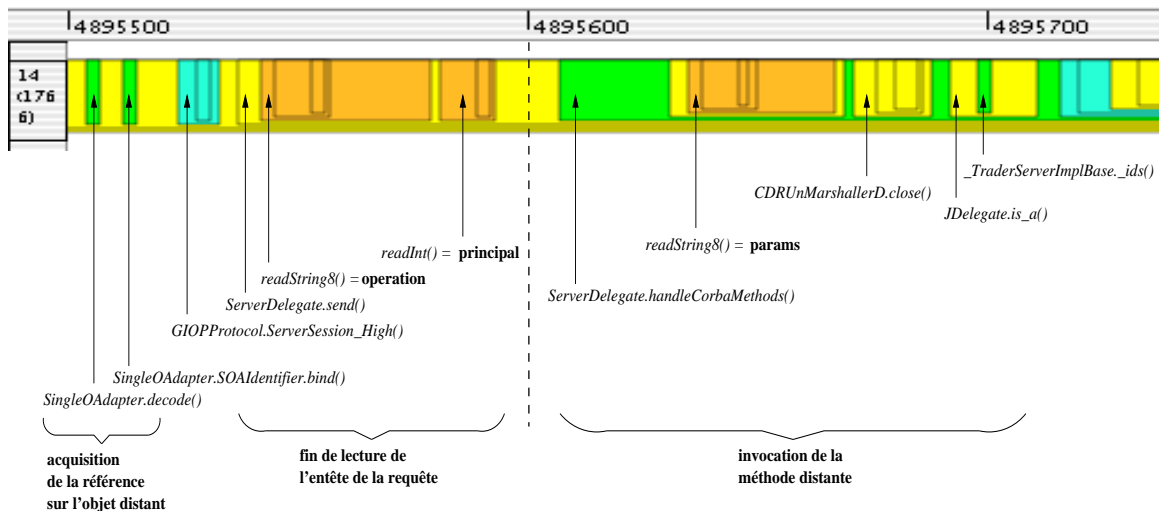 4895500 4895600 4895700
14
(176
6)
_TraderServerImplBase._ids()
CDRUnMarshallerD.close()
JDelegate.is_a()
readString8() = params
readInt() = principal
readString8() = operation
ServerDelegate.handleCorbaMethods()
ServerDelegate.send()
GIOPProtocol.ServerSession_High()
SingleOAdapter.SOAIdentifier.bind()
SingleOAdapter.decode()
acquisition
de la référence
sur l'objet distant
fin de lecture de
l'entête de la requête
invocation de la
méthode distante